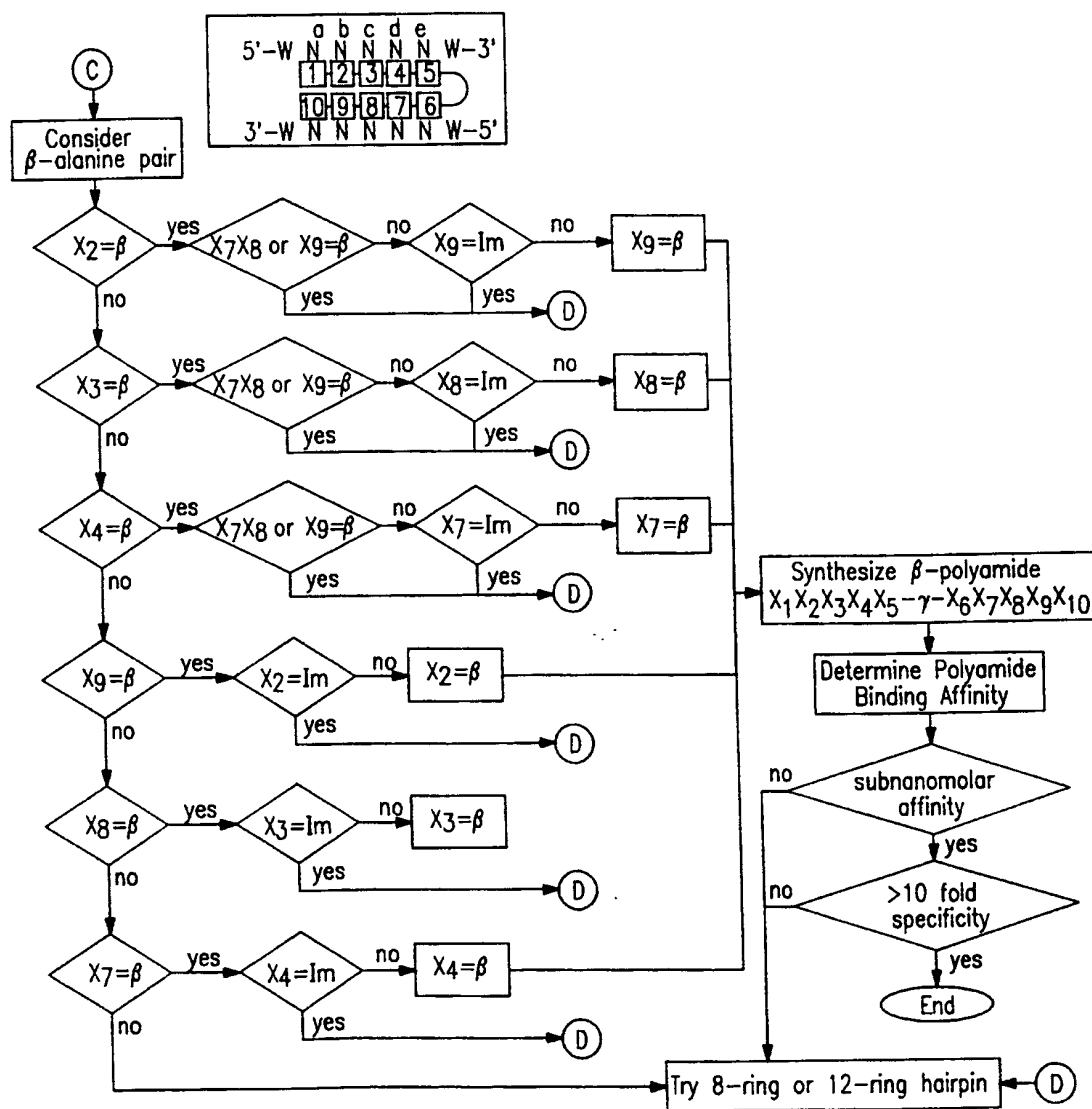 a b c d e
5'-W N N N N N W-3'
1 2 3 4 5
10 9 8 7 6
3'-W N N N N N W-5'
C
Consider
β-alanine pair
X2=β
yes
X7X8 or X9=β
no
X9=Im
no
X9=β
yes
yes
D
no
X3=β
yes
X7X8 or X9=β
no
X8=Im
no
X8=β
yes
yes
D
no
X4=β
yes
X7X8 or X9=β
no
X7=Im
no
X7=β
yes
yes
D
no
X9=β
yes
X2=Im
no
X2=β
yes
D
no
X8=β
yes
X3=Im
no
X3=β
yes
D
no
X7=β
yes
X4=Im
no
X4=β
yes
D
no
Synthesize β-polyamide
X1X2X3X4X5-γ-X6X7X8X9X10
Determine Polyamide
Binding Affinity
no
subnanomolar
affinity
yes
no
>10 fold
specificity
yes
End
Try 8-ring or 12-ring hairpin
D